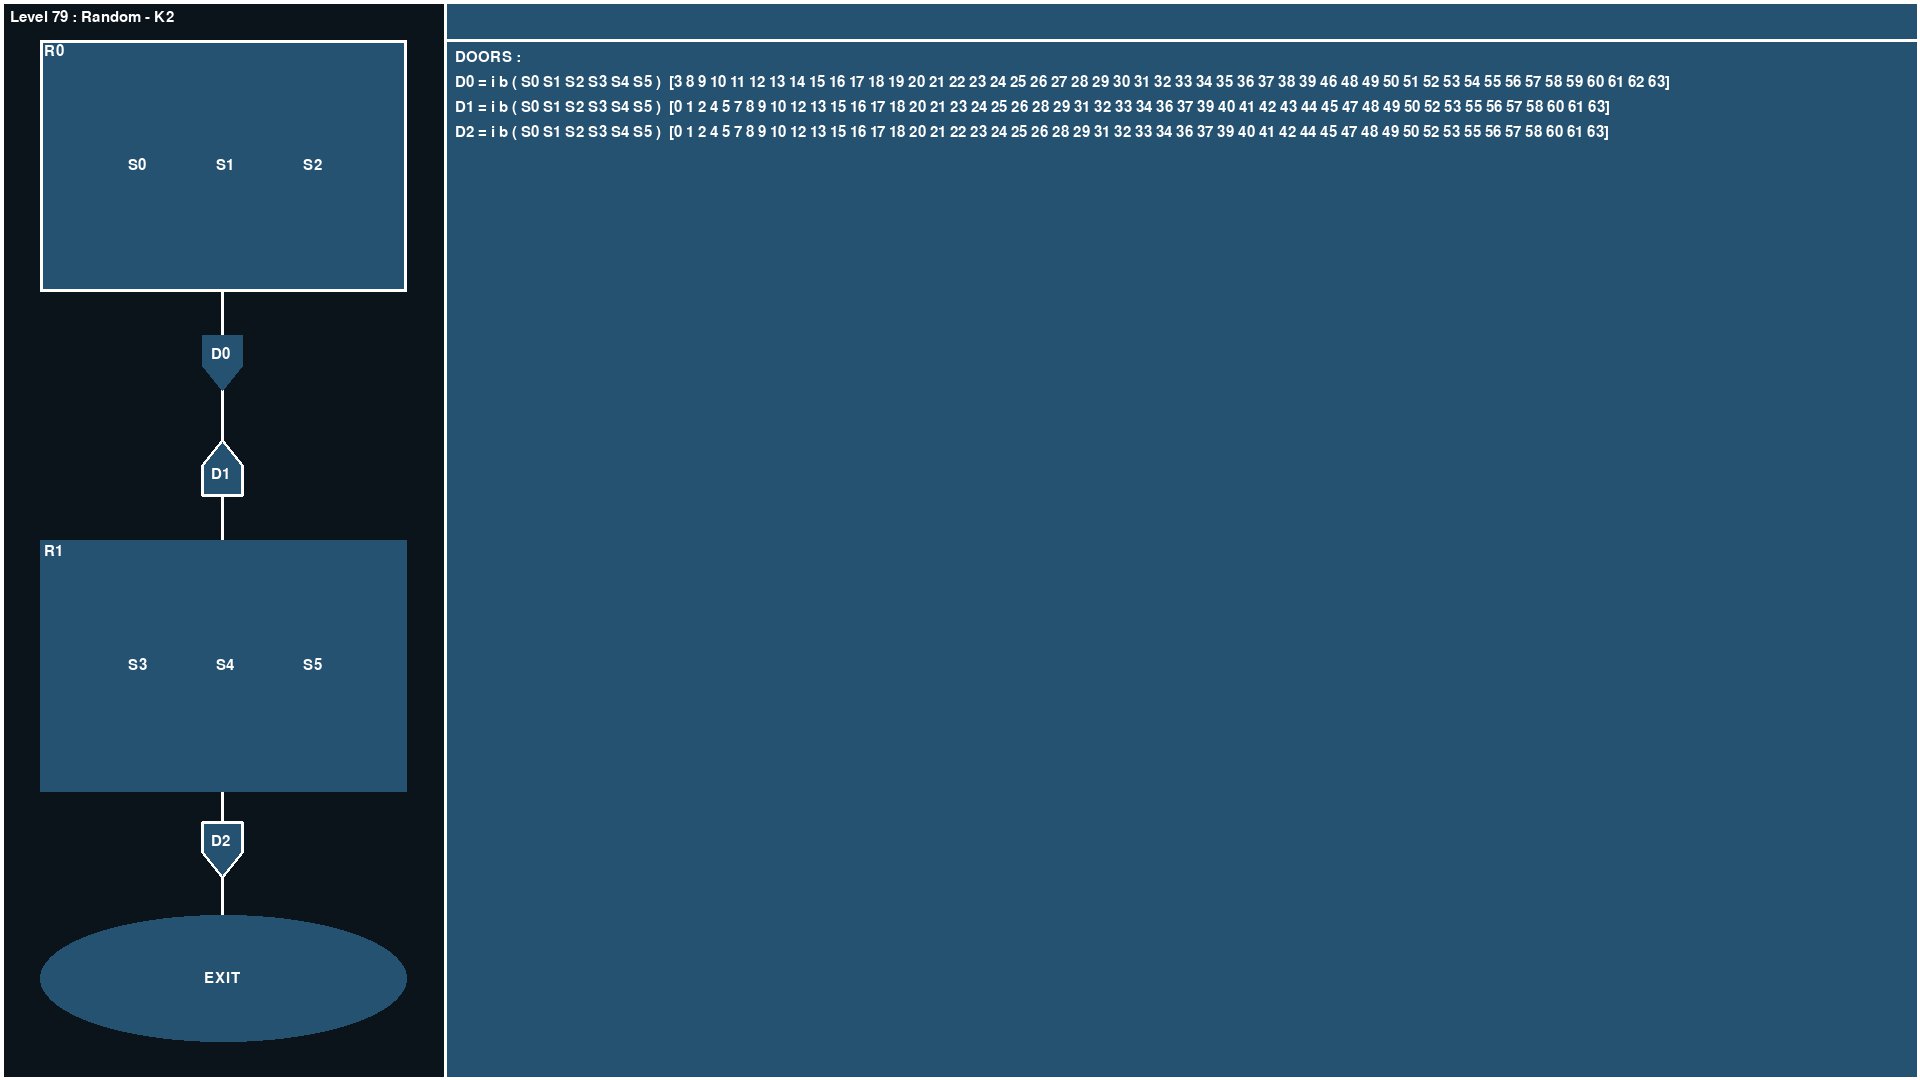 Level 79 : Random - K2
R0
S0 S1 S2
D0
D1
R1
S3 S4 S5
D2
EXIT
DOORS :
D0 = i b ( S0 S1 S2 S3 S4 S5 ) [3 8 9 10 11 12 13 14 15 16 17 18 19 20 21 22 23 24 25 26 27 28 29 30 31 32 33 34 35 36 37 38 39 46 48 49 50 51 52 53 54 55 56 57 58 59 60 61 62 63]
D1 = i b ( S0 S1 S2 S3 S4 S5 ) [0 1 2 4 5 7 8 9 10 12 13 15 16 17 18 20 21 23 24 25 26 28 29 31 32 33 34 36 37 39 40 41 42 43 44 45 47 48 49 50 52 53 55 56 57 58 60 61 63]
D2 = i b ( S0 S1 S2 S3 S4 S5 ) [0 1 2 4 5 7 8 9 10 12 13 15 16 17 18 20 21 22 23 24 25 26 28 29 31 32 33 34 36 37 39 40 41 42 44 45 47 48 49 50 52 53 55 56 57 58 60 61 63]